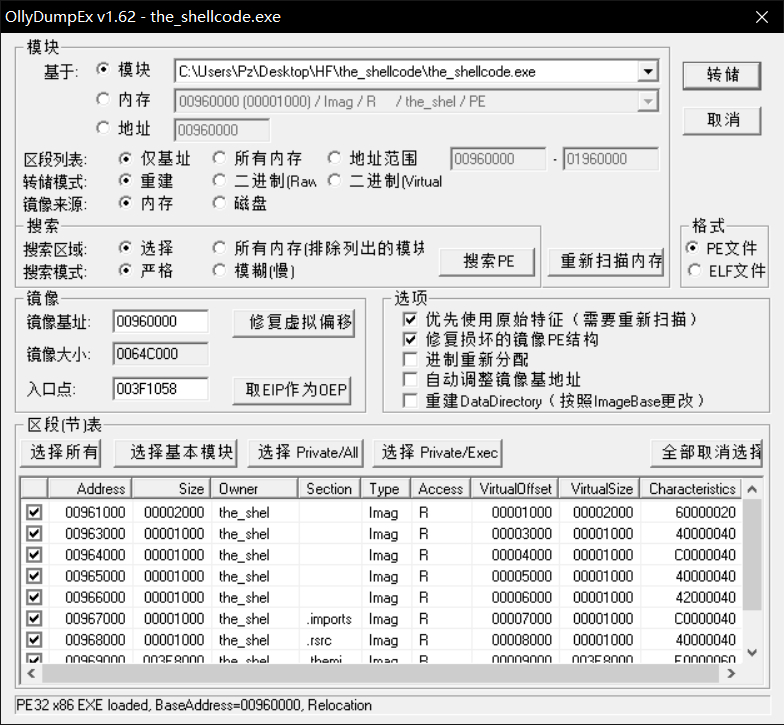 OllyDumpEx v1.62 - the_shellcode.exe
模块
基于: 模块 C:\Users\Pz\Desktop\HF\the_shellcode\the_shellcode.exe 转储
内存 00960000 (00001000) / Imag / R / the_shel / PE
地址 00960000 取消
区段列表: 仅基址 所有内存 地址范围 00960000 - 01960000
转储模式: 重建 二进制(Raw 二进制(Virtual
镜像来源: 内存 磁盘
搜索 格式
搜索区域: 选择 所有内存(排除列出的模块 PE文件
搜索PE 重新扫描内存
搜索模式: 严格 模糊(慢) ELF文件
镜像 选项
镜像基址: 00960000 修复虚拟偏移 优先使用原始特征（需要重新扫描）
修复损坏的镜像PE结构
镜像大小: 0064C000 进制重新分配
自动调整镜像基地址
入口点: 003F1058 取EIP作为OEP 重建DataDirectory（按照ImageBase更改）
区段(节)表
选择所有 选择基本模块 选择 Private/All 选择 Private/Exec 全部取消选择
Address Size Owner Section Type Access VirtualOffset VirtualSize Characteristics
00961000 00002000 the_shel Imag R 00001000 00002000 60000020
00963000 00001000 the_shel Imag R 00003000 00001000 40000040
00964000 00001000 the_shel Imag R 00004000 00001000 C0000040
00965000 00001000 the_shel Imag R 00005000 00001000 40000040
00966000 00001000 the_shel Imag R 00006000 00001000 42000040
00967000 00001000 the_shel .imports Imag R 00007000 00001000 C0000040
00968000 00001000 the_shel .rsrc Imag R 00008000 00001000 40000040
00969000 003E8000 the_shel .themi Imag R 00009000 003E8000 E0000060
PE32 x86 EXE loaded, BaseAddress=00960000, Relocation